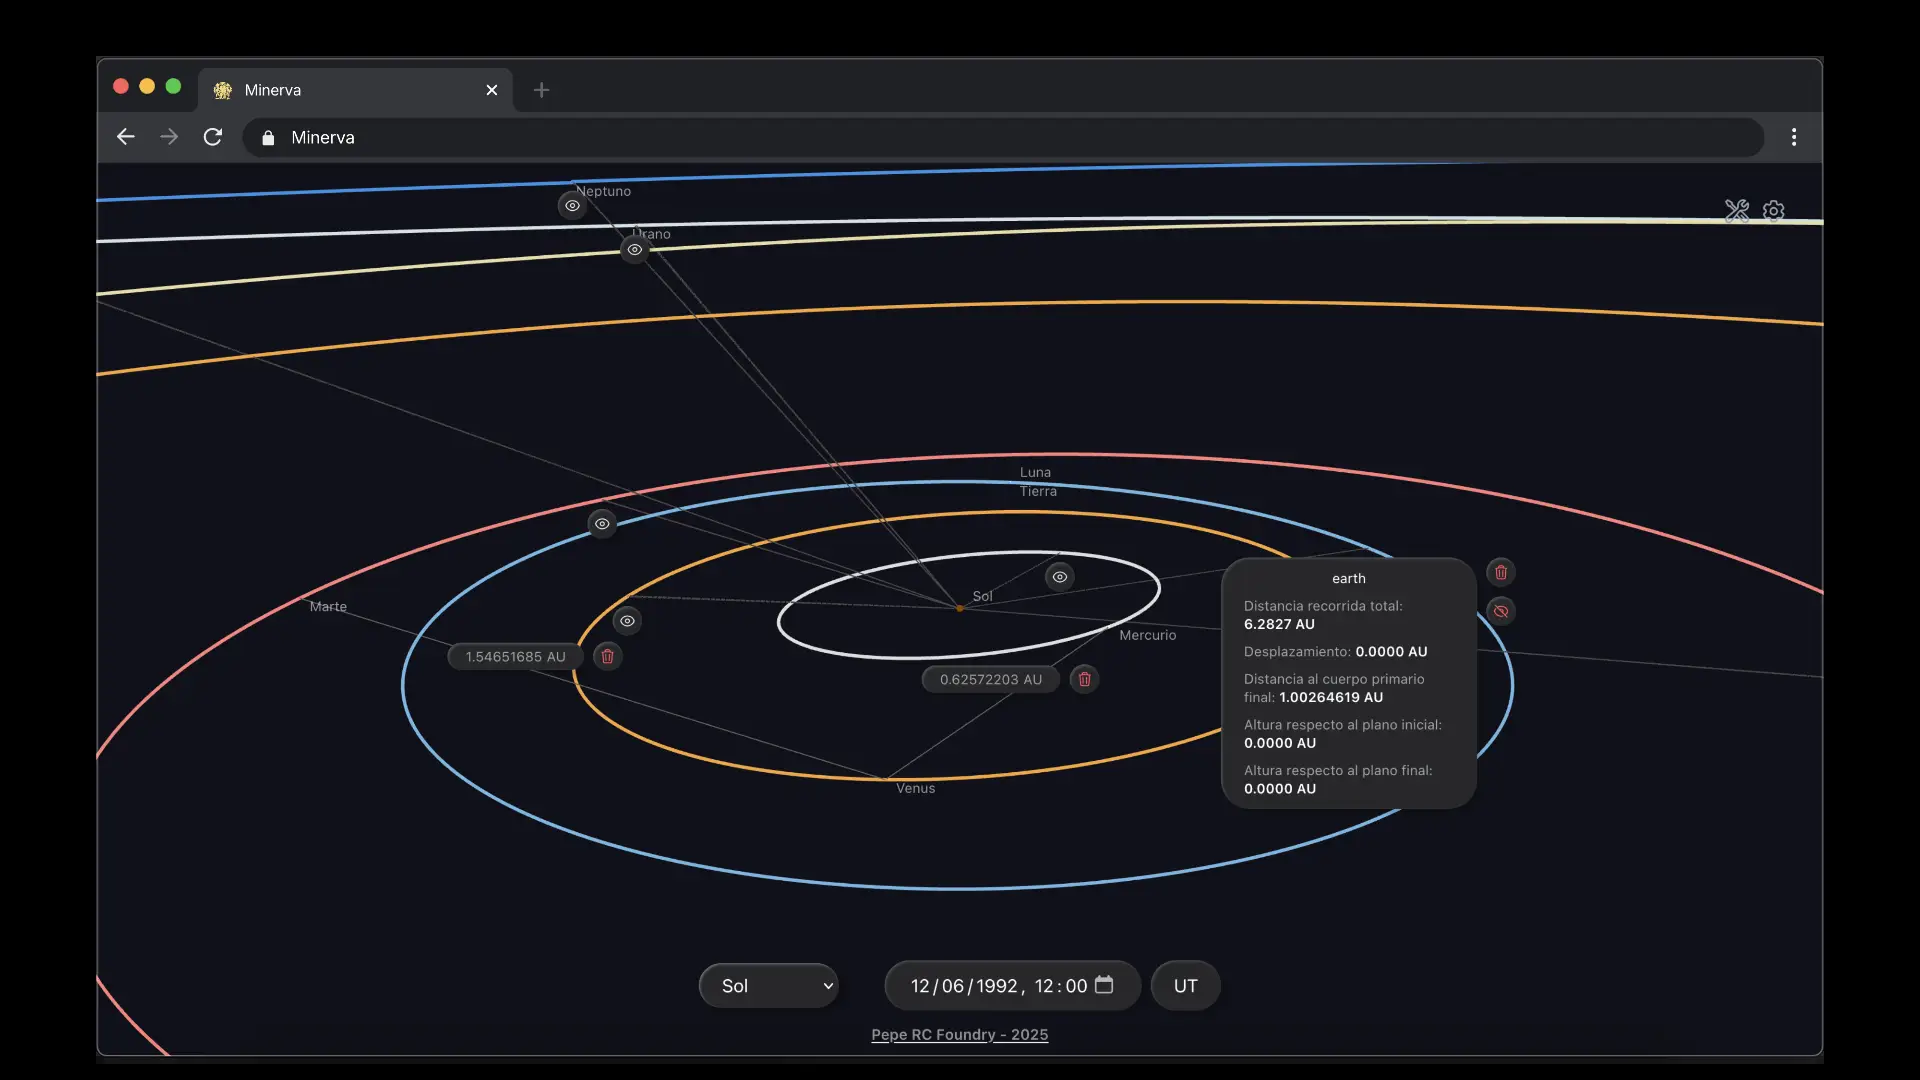 Minerva
Minerva
Neptuno
Urano
Luna
Tierra
Sol
Marte
Mercurio
1.54651685 AU
0.62572203 AU
Venus
earth
Distancia recorrida total:
6.2827 AU
Desplazamiento: 0.0000 AU
Distancia al cuerpo primario
final: 1.00264619 AU
Altura respecto al plano inicial:
0.0000 AU
Altura respecto al plano final:
0.0000 AU
Sol
12/06/1992, 12:00
UT
Pepe RC Foundry - 2025